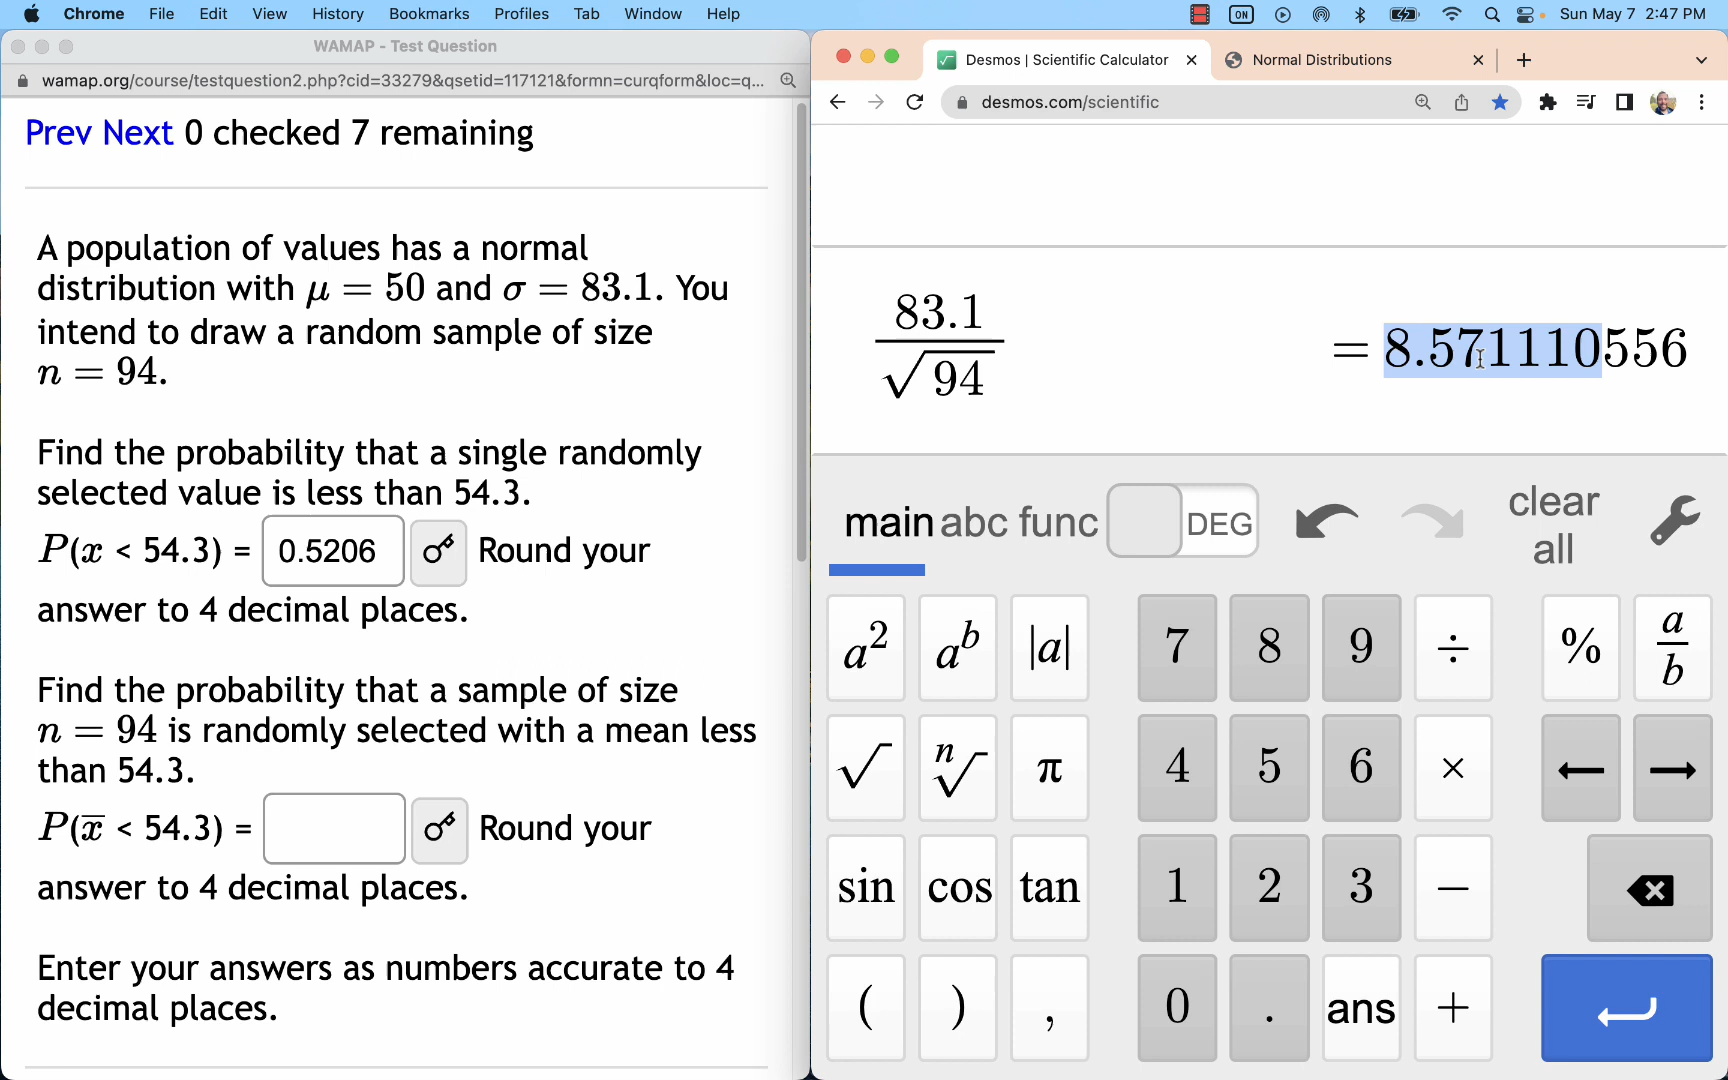 Chrome File Edit View History Bookmarks Profiles Tab Window Help ON Sun May 7 2:47 PM
WAMAP - Test Question
wamap.org/course/testquestion2.php?cid=33279&qsetid=117121&formn=curqform&loc=q...
Prev Next 0 checked 7 remaining
A population of values has a normal
distribution with μ = 50 and σ = 83.1. You
intend to draw a random sample of size
n = 94.
Find the probability that a single randomly
selected value is less than 54.3.
P(x < 54.3) = 0.5206 Round your
answer to 4 decimal places.
Find the probability that a sample of size
n = 94 is randomly selected with a mean less
than 54.3.
P(x̅ < 54.3) = Round your
answer to 4 decimal places.
Enter your answers as numbers accurate to 4
decimal places.
Desmos | Scientific Calculator Normal Distributions
desmos.com/scientific
83.1
√94
= 8.571110556
main abc func DEG clear all
a² aᵇ |a| 7 8 9 ÷ % a/b
√ ⁿ√ π 4 5 6 × ← →
sin cos tan 1 2 3 −
( ) , 0 . ans +